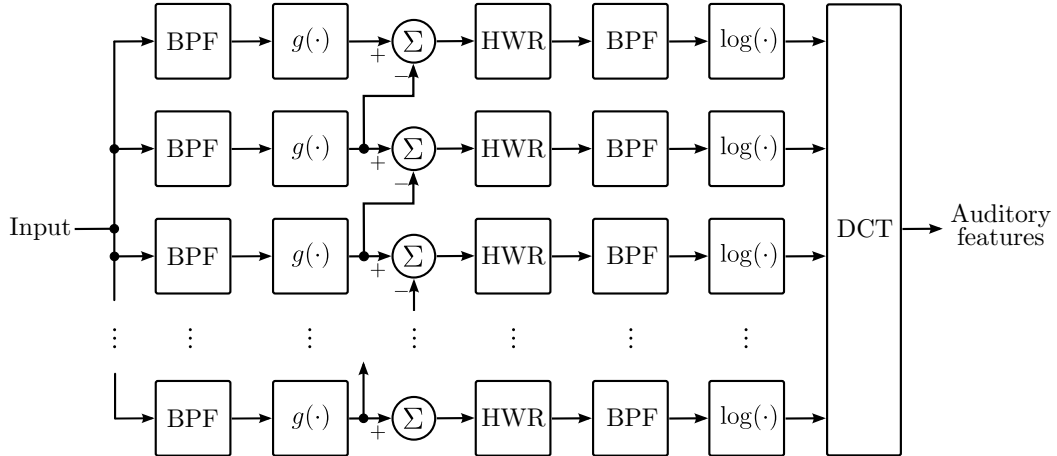 BPF g(·) + Σ HWR BPF log(·)
−
BPF g(·) + Σ HWR BPF log(·)
−
Input DCT Auditory
features
BPF g(·) + Σ HWR BPF log(·)
−
⋮ ⋮ ⋮ ⋮ ⋮ ⋮ ⋮
BPF g(·) + Σ HWR BPF log(·)